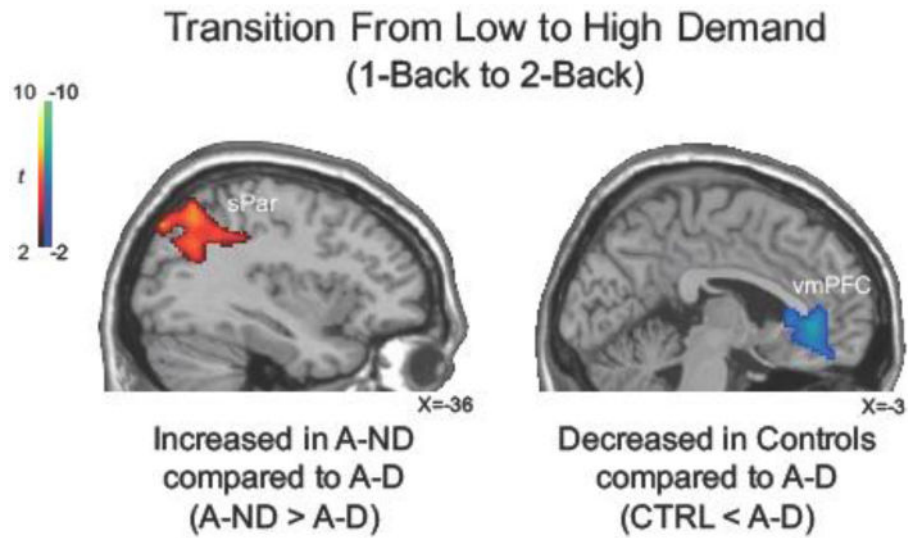 Transition From Low to High Demand
(1-Back to 2-Back)
10 -10
t
2 -2
sPar
vmPFC
X=-36
X=-3
Increased in A-ND
compared to A-D
(A-ND > A-D)
Decreased in Controls
compared to A-D
(CTRL < A-D)